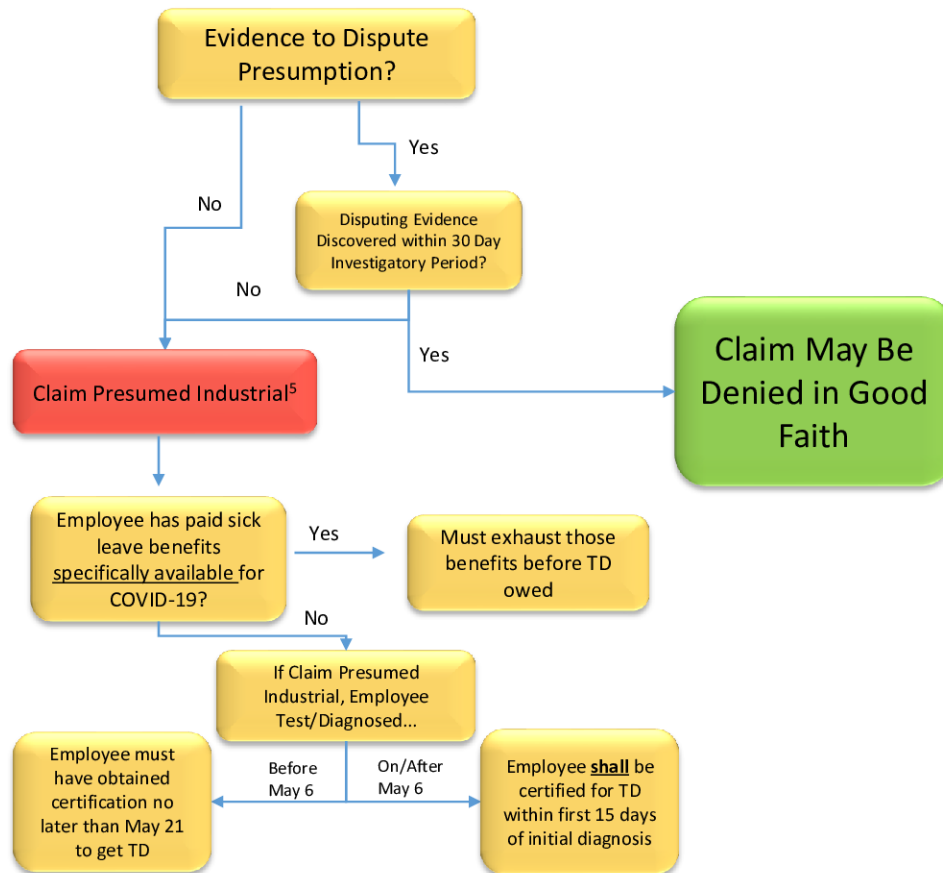 Evidence to Dispute
Presumption?
Yes
No
Disputing Evidence
Discovered within 30 Day
Investigatory Period?
No
Yes
Claim Presumed Industrial⁵
Claim May Be
Denied in Good
Faith
Employee has paid sick
leave benefits
specifically available for
COVID-19?
Yes
Must exhaust those
benefits before TD
owed
No
If Claim Presumed
Industrial, Employee
Test/Diagnosed...
Employee must
have obtained
certification no
later than May 21
to get TD
Before
May 6
On/After
May 6
Employee shall be
certified for TD
within first 15 days
of initial diagnosis